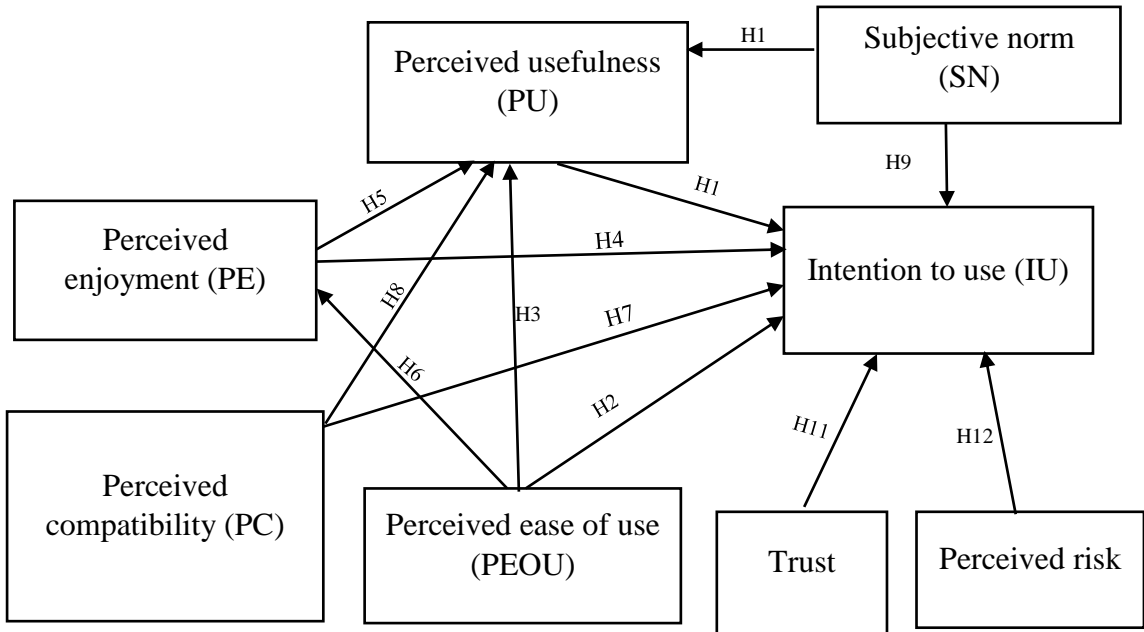 Perceived usefulness
(PU)
H1
Subjective norm
(SN)
H9
H5
H1
Perceived
enjoyment (PE)
H4
Intention to use (IU)
H8
H3
H7
H6
H2
Perceived
compatibility (PC)
Perceived ease of use
(PEOU)
H11
H12
Trust
Perceived risk